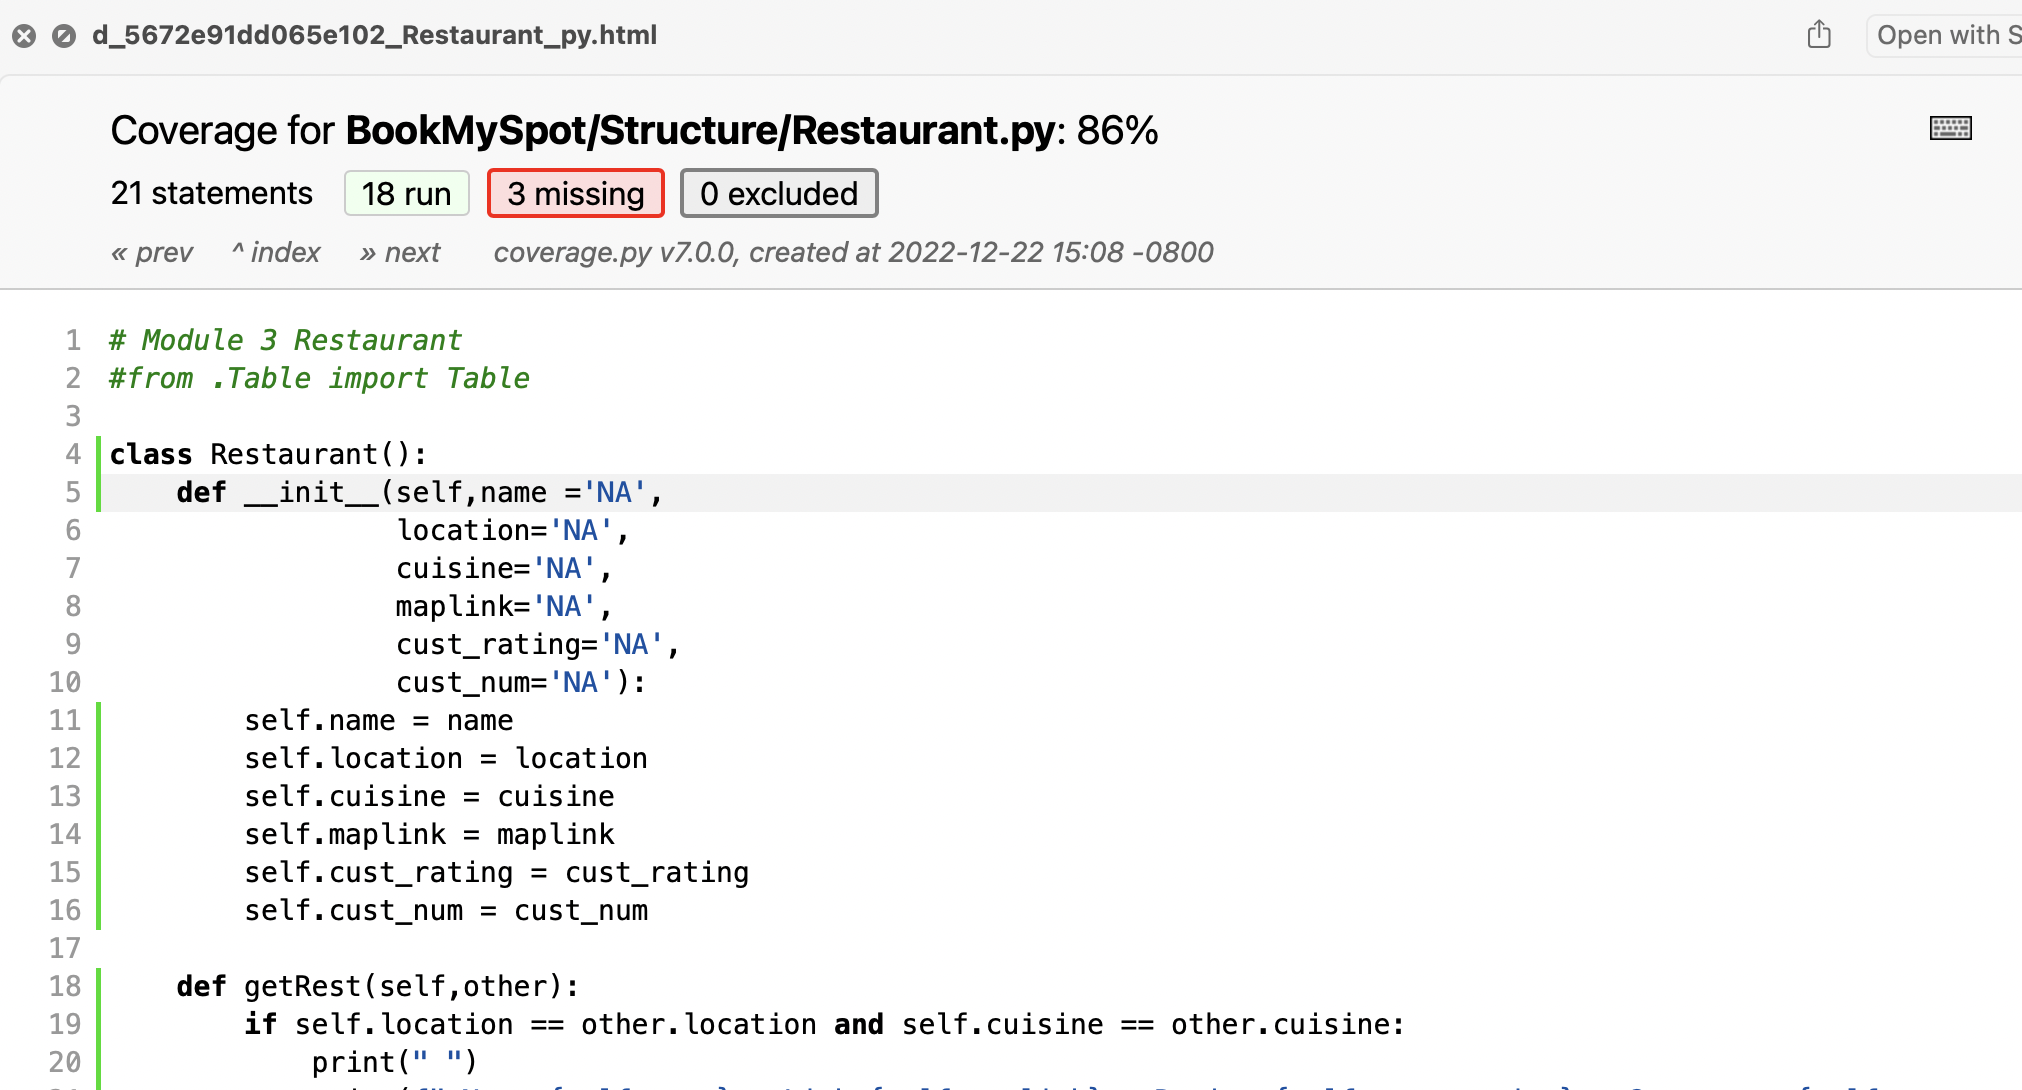 d_5672e91dd065e102_Restaurant_py.html
Open with S
Coverage for BookMySpot/Structure/Restaurant.py: 86%
21 statements 18 run 3 missing 0 excluded
« prev ^ index » next coverage.py v7.0.0, created at 2022-12-22 15:08 -0800
1 # Module 3 Restaurant
2 #from .Table import Table
3
4 class Restaurant():
5     def __init__(self,name ='NA',
6                  location='NA',
7                  cuisine='NA',
8                  maplink='NA',
9                  cust_rating='NA',
10                  cust_num='NA'):
11         self.name = name
12         self.location = location
13         self.cuisine = cuisine
14         self.maplink = maplink
15         self.cust_rating = cust_rating
16         self.cust_num = cust_num
17
18     def getRest(self,other):
19         if self.location == other.location and self.cuisine == other.cuisine:
20             print(" ")